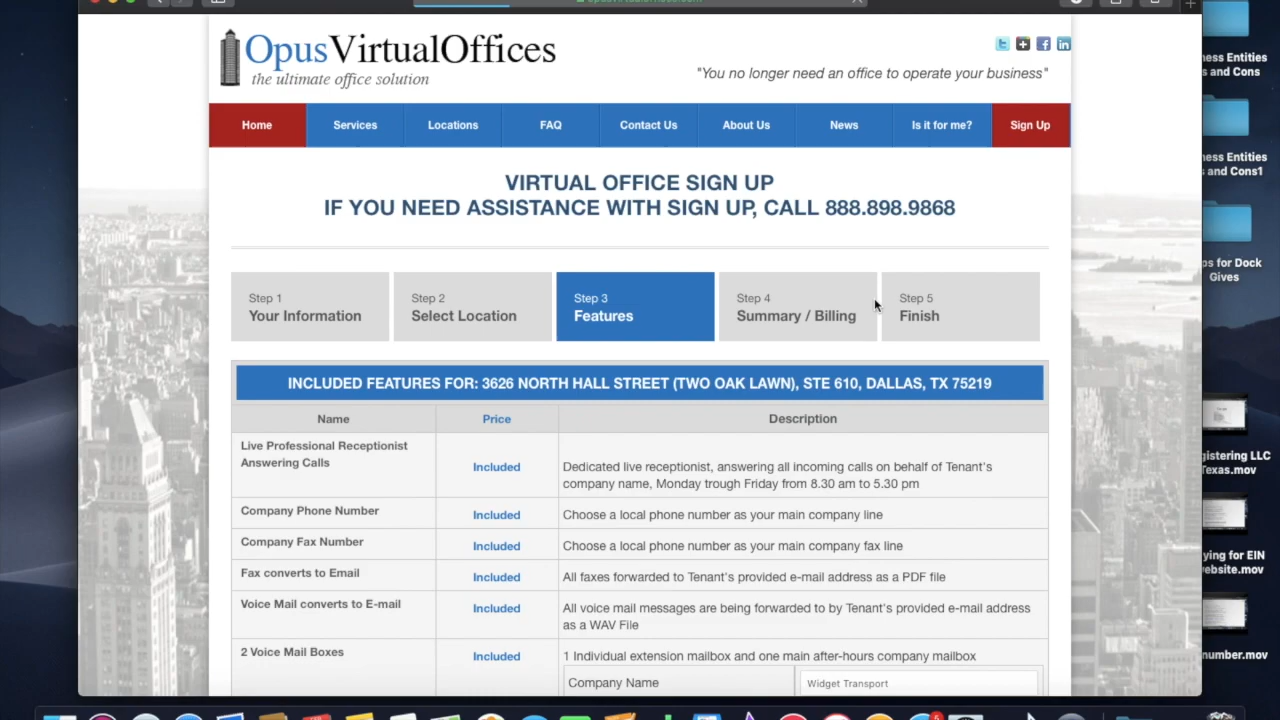 OpusVirtualOffices
the ultimate office solution
"You no longer need an office to operate your business"
Home
Services
Locations
FAQ
Contact Us
About Us
News
Is it for me?
Sign Up
VIRTUAL OFFICE SIGN UP
IF YOU NEED ASSISTANCE WITH SIGN UP, CALL 888.898.9868
Step 1
Your Information
Step 2
Select Location
Step 3
Features
Step 4
Summary / Billing
Step 5
Finish
INCLUDED FEATURES FOR: 3626 NORTH HALL STREET (TWO OAK LAWN), STE 610, DALLAS, TX 75219
Name
Price
Description
Live Professional Receptionist
Answering Calls
Included
Dedicated live receptionist, answering all incoming calls on behalf of Tenant's
company name, Monday trough Friday from 8.30 am to 5.30 pm
Company Phone Number
Included
Choose a local phone number as your main company line
Company Fax Number
Included
Choose a local phone number as your main company fax line
Fax converts to Email
Included
All faxes forwarded to Tenant's provided e-mail address as a PDF file
Voice Mail converts to E-mail
Included
All voice mail messages are being forwarded to by Tenant's provided e-mail address
as a WAV File
2 Voice Mail Boxes
Included
1 Individual extension mailbox and one main after-hours company mailbox
Company Name
Widget Transport
ness Entities
s and Cons
ness Entities
s and Cons1
ps for Dock
Gives
gistering LLC
Texas.mov
ying for EIN
website.mov
number.mov